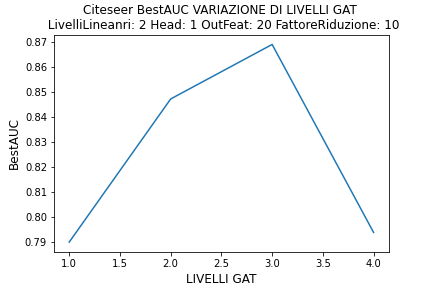 Citeseer BestAUC VARIAZIONE DI LIVELLI GAT
LivelliLineanri: 2 Head: 1 OutFeat: 20 FattoreRiduzione: 10
0.87
0.86
0.85
0.84
0.83
0.82
0.81
0.80
0.79
BestAUC
1.0 1.5 2.0 2.5 3.0 3.5 4.0
LIVELLI GAT